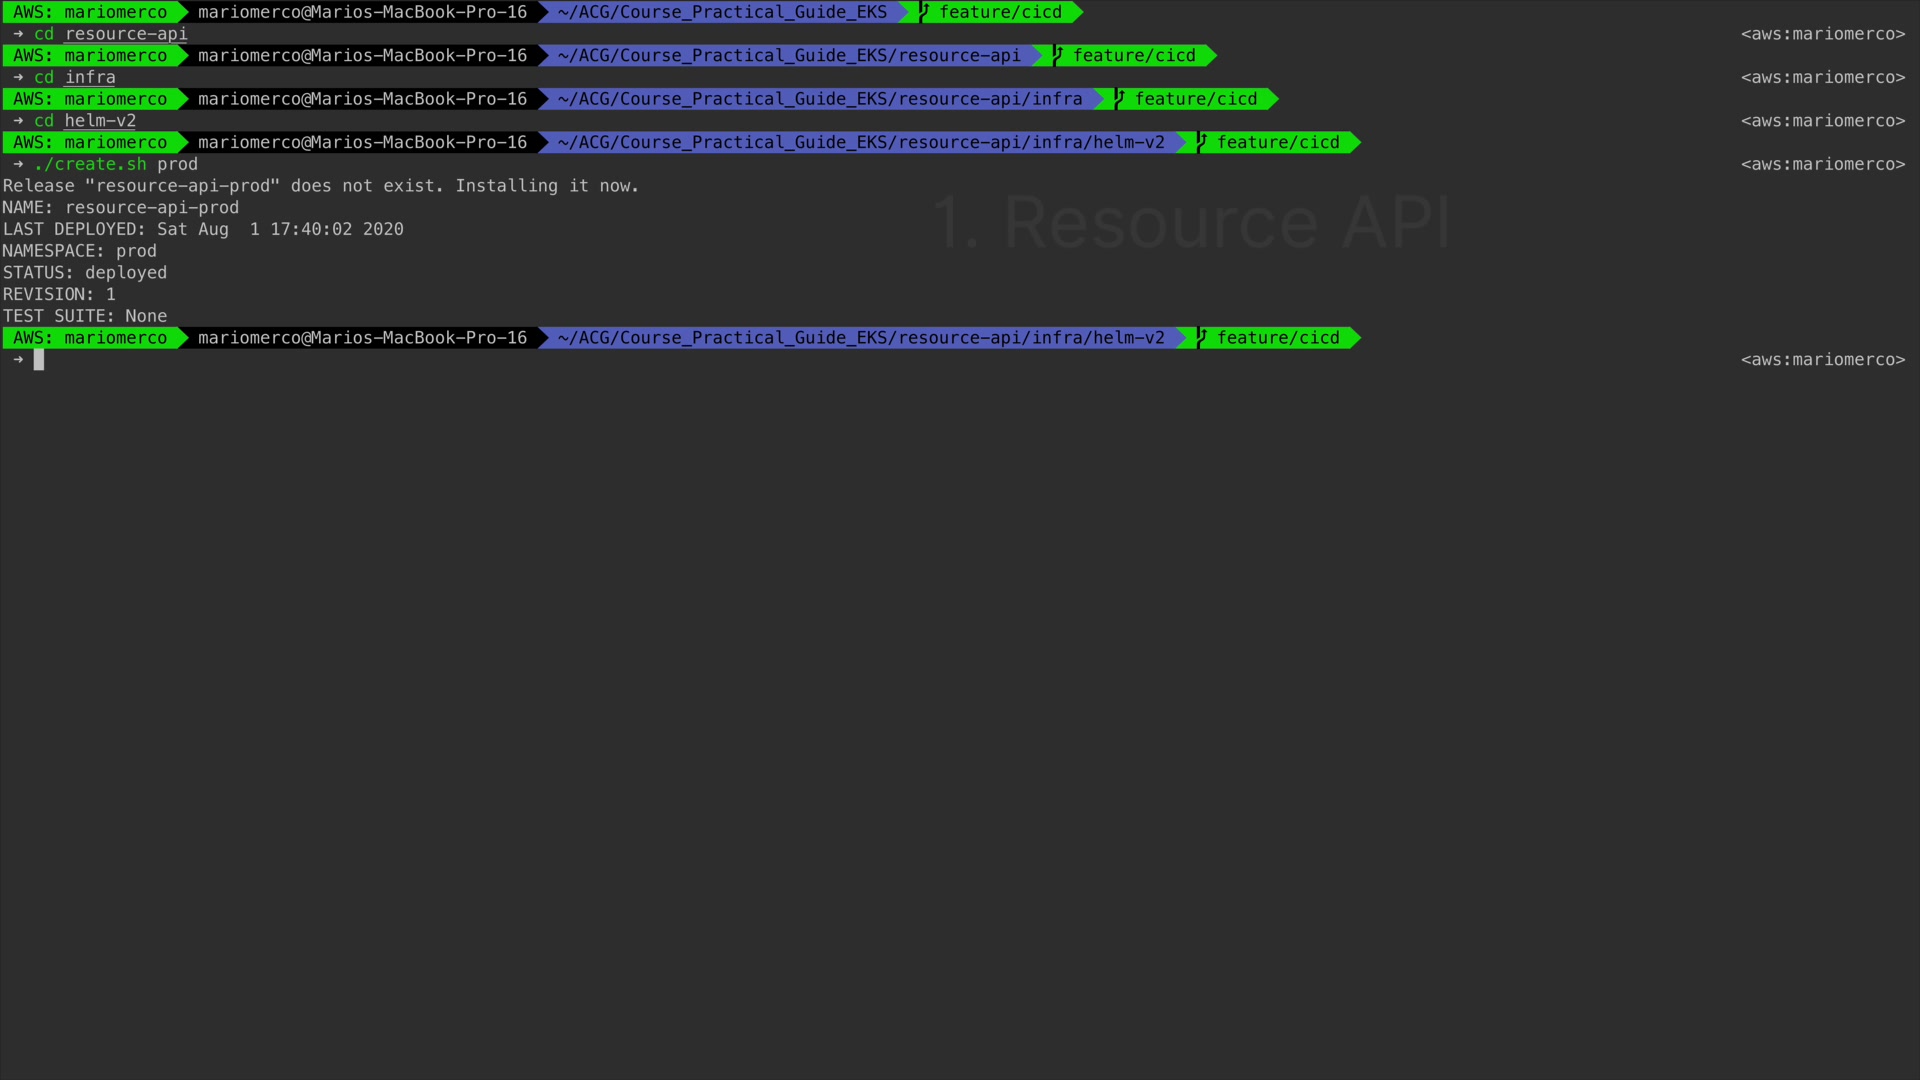 AWS: mariomerco mariomerco@Marios-MacBook-Pro-16 ~/ACG/Course_Practical_Guide_EKS feature/cicd
→ cd resource-api <aws:mariomerco>
AWS: mariomerco mariomerco@Marios-MacBook-Pro-16 ~/ACG/Course_Practical_Guide_EKS/resource-api feature/cicd
→ cd infra <aws:mariomerco>
AWS: mariomerco mariomerco@Marios-MacBook-Pro-16 ~/ACG/Course_Practical_Guide_EKS/resource-api/infra feature/cicd
→ cd helm-v2 <aws:mariomerco>
AWS: mariomerco mariomerco@Marios-MacBook-Pro-16 ~/ACG/Course_Practical_Guide_EKS/resource-api/infra/helm-v2 feature/cicd
→ ./create.sh prod <aws:mariomerco>
Release "resource-api-prod" does not exist. Installing it now.
NAME: resource-api-prod
1. Resource API
LAST DEPLOYED: Sat Aug  1 17:40:02 2020
NAMESPACE: prod
STATUS: deployed
REVISION: 1
TEST SUITE: None
AWS: mariomerco mariomerco@Marios-MacBook-Pro-16 ~/ACG/Course_Practical_Guide_EKS/resource-api/infra/helm-v2 feature/cicd
→ <aws:mariomerco>